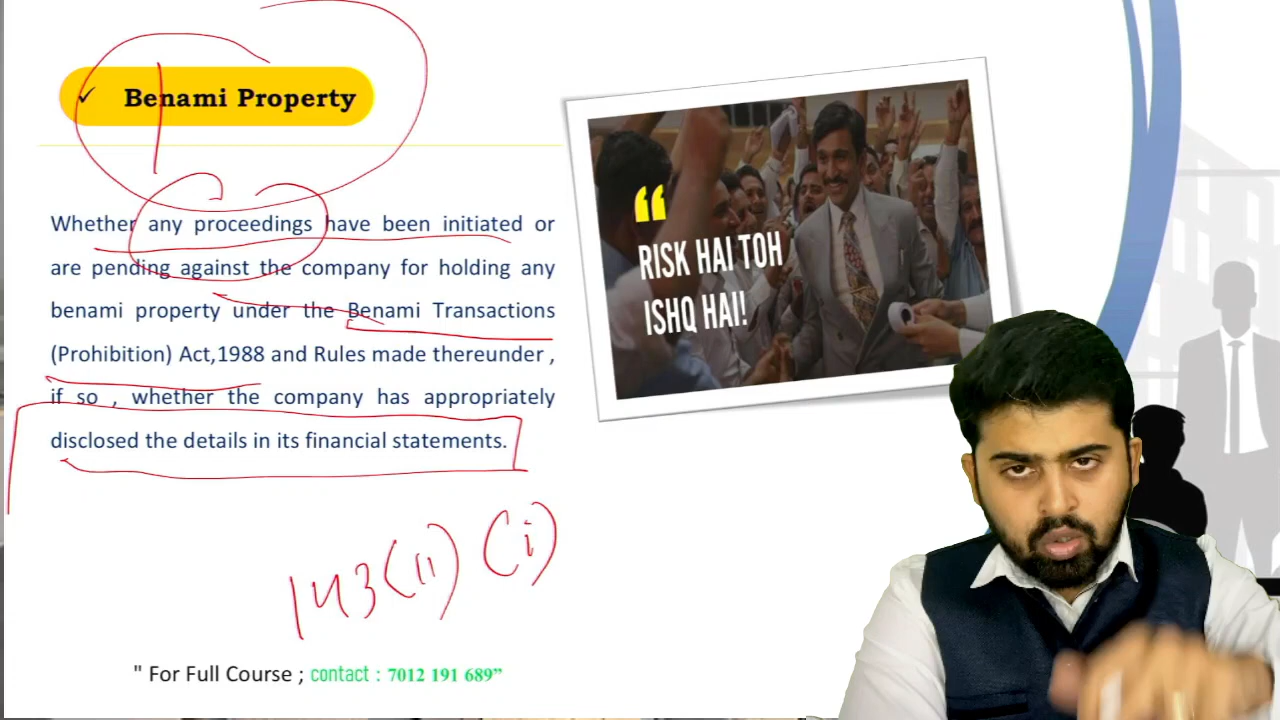 ✓ Benami Property
Whether any proceedings have been initiated or
are pending against the company for holding any
benami property under the Benami Transactions
(Prohibition) Act,1988 and Rules made thereunder ,
if so , whether the company has appropriately
disclosed the details in its financial statements.
143(11) (i)
" For Full Course ; contact : 7012 191 689”
“
RISK HAI TOH
ISHQ HAI!